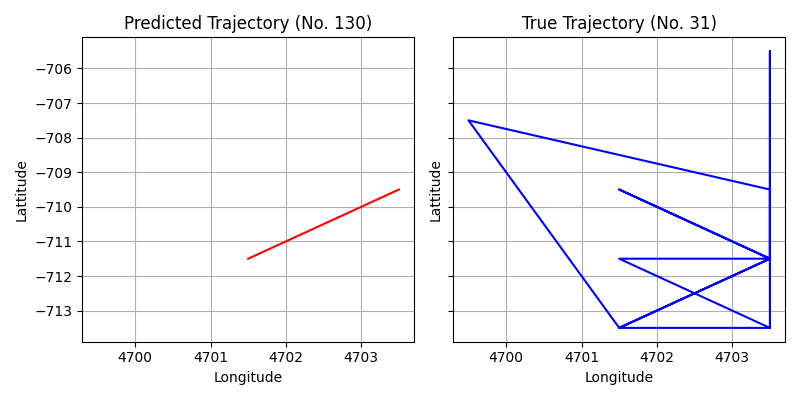 Predicted Trajectory (No. 130)
True Trajectory (No. 31)
−706
−707
−708
−709
−710
−711
−712
−713
Lattitude
Lattitude
4700
4701
4702
4703
4700
4701
4702
4703
Longitude
Longitude